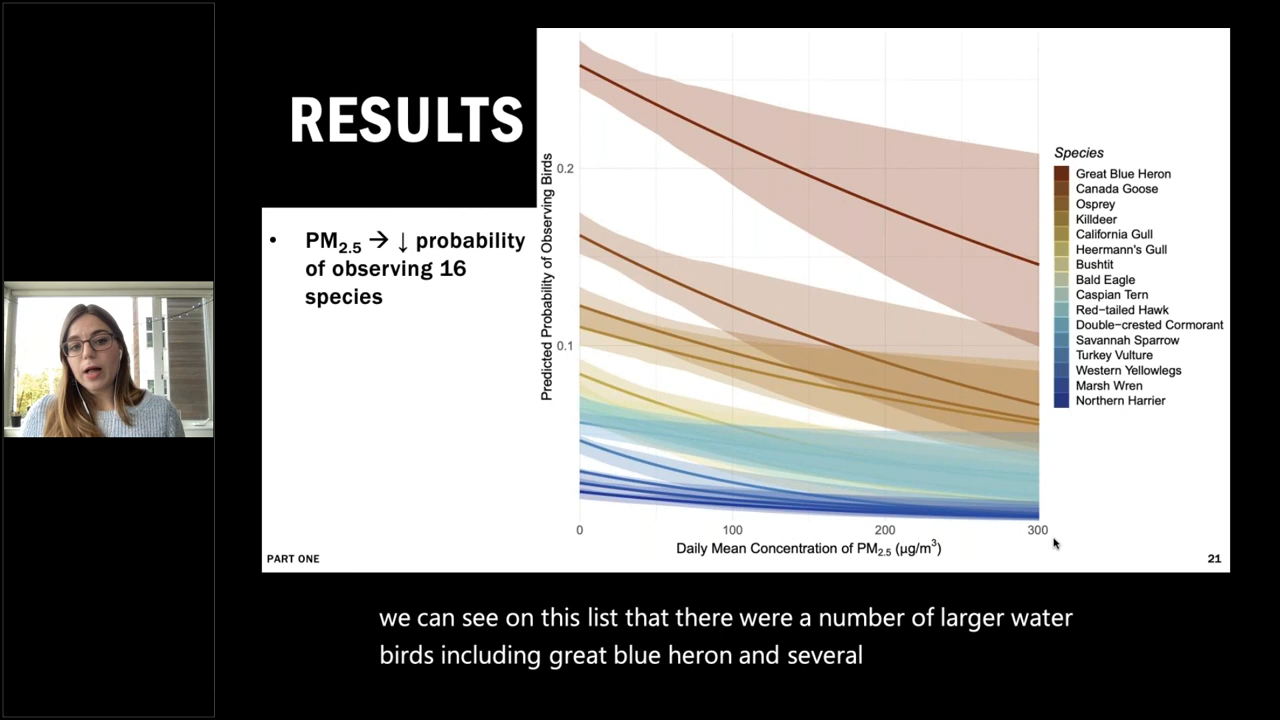 RESULTS
• PM2.5 → ↓ probability
of observing 16
species
Predicted Probability of Observing Birds
0.2
0.1
0
100
200
300
Daily Mean Concentration of PM2.5 (µg/m3)
Species
Great Blue Heron
Canada Goose
Osprey
Killdeer
California Gull
Heermann's Gull
Bushtit
Bald Eagle
Caspian Tern
Red−tailed Hawk
Double−crested Cormorant
Savannah Sparrow
Turkey Vulture
Western Yellowlegs
Marsh Wren
Northern Harrier
PART ONE
21
we can see on this list that there were a number of larger water
birds including great blue heron and several